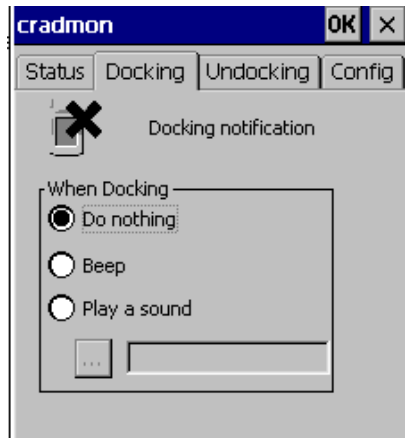 cradmon OK ×
Status Docking Undocking Config
Docking notification
When Docking
Do nothing
Beep
Play a sound
...